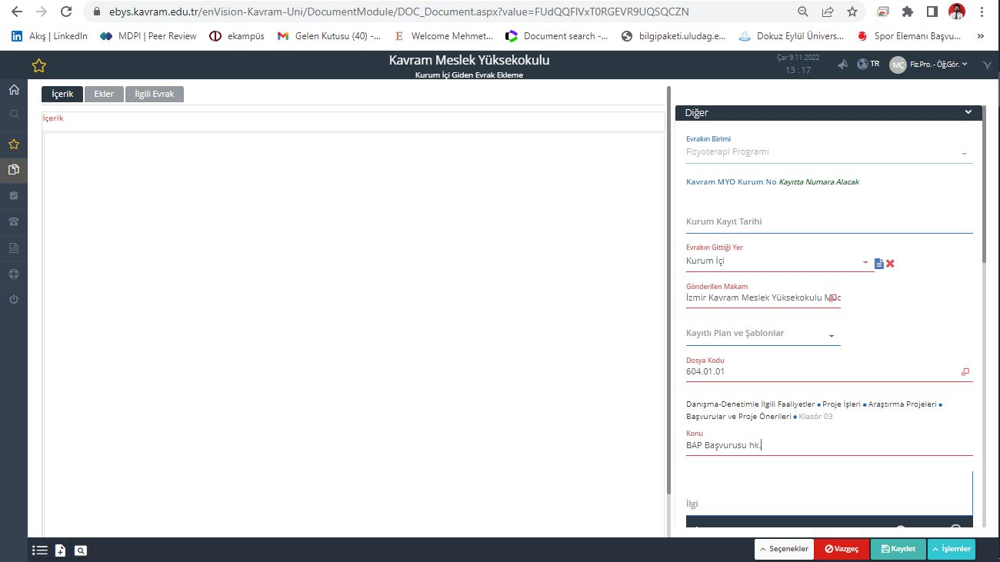 ebys.kavram.edu.tr/enVision-Kavram-Uni/DocumentModule/DOC_Document.aspx?value=FUdQQFlVxT0RGEVR9UQSQCZN
Akış | LinkedIn MDPI | Peer Review ekampüs Gelen Kutusu (40) -... Welcome Mehmet... Document search -... bilgipaketi.uludag.e... Dokuz Eylül Univers... Spor Elemanı Başvu... »
Kavram Meslek Yüksekokulu
Kurum İçi Giden Evrak Ekleme
Çar 9.11.2022
13 : 17
TR
MÇ
Fiz.Pro. - Öğ.Gör.
İçerik Ekler İlgili Evrak
İçerik
Diğer
Evrakın Birimi
Fizyoterapi Programı
Kavram MYO Kurum No Kayıtta Numara Alacak
Kurum Kayıt Tarihi
Evrakın Gittiği Yer
Kurum İçi
Gönderilen Makam
İzmir Kavram Meslek Yüksekokulu Müc
Kayıtlı Plan ve Şablonlar
Dosya Kodu
604.01.01
Danışma-Denetimle İlgili Faaliyetler ● Proje İşleri ● Araştırma Projeleri ●
Başvurular ve Proje Önerileri ● Klasör 03
Konu
BAP Başvurusu hk.
İlgi
Seçenekler Vazgeç Kaydet İşlemler